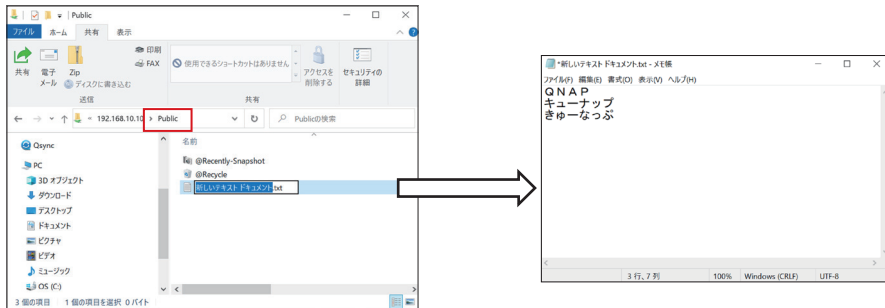 Public
ファイル ホーム 共有 表示
共有
電子メール
Zip
ディスクに書き込む
印刷
FAX
使用できるショートカットはありません
アクセスを削除する
セキュリティの詳細
送信
共有
192.168.10.10 › Public
Publicの検索
Qsync
PC
3D オブジェクト
ダウンロード
デスクトップ
ドキュメント
ピクチャ
ビデオ
ミュージック
OS (C:)
名前
@Recently-Snapshot
@Recycle
新しいテキスト ドキュメント.txt
3 個の項目 1 個の項目を選択 0 バイト
*新しいテキスト ドキュメント.txt - メモ帳
ファイル(F) 編集(E) 書式(O) 表示(V) ヘルプ(H)
ＱＮＡＰ
キューナップ
きゅーなっぷ
3 行、7 列 100% Windows (CRLF) UTF-8